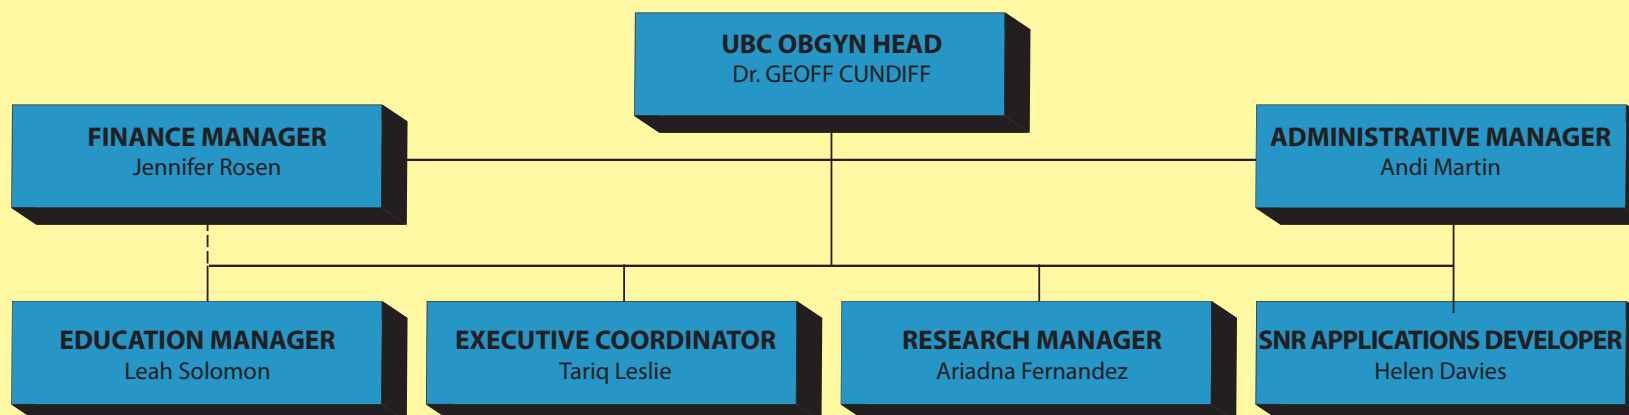 UBC OBGYN HEAD
Dr. GEOFF CUNDIFF
FINANCE MANAGER
Jennifer Rosen
ADMINISTRATIVE MANAGER
Andi Martin
EDUCATION MANAGER
Leah Solomon
EXECUTIVE COORDINATOR
Tariq Leslie
RESEARCH MANAGER
Ariadna Fernandez
SNR APPLICATIONS DEVELOPER
Helen Davies